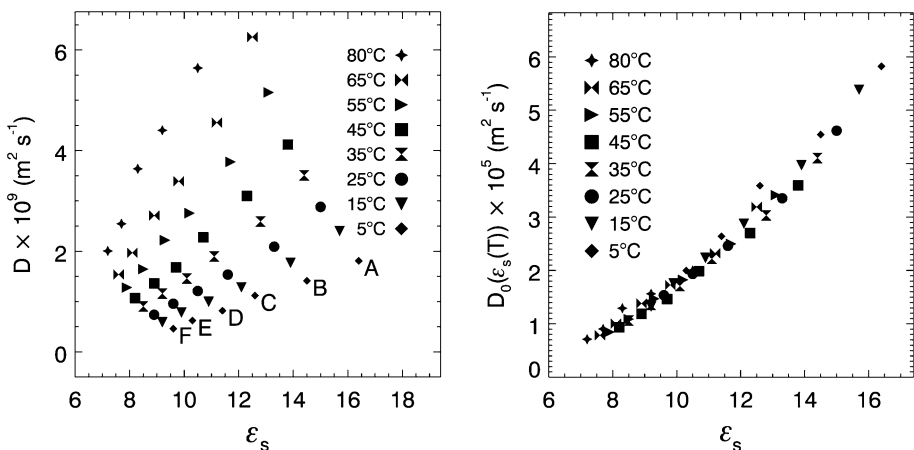 6
4
2
0
D × 10⁹ (m² s⁻¹)
80°C
65°C
55°C
45°C
35°C
25°C
15°C
5°C
A
B
C
D
E
F
6 8 10 12 14 16 18
εs
6
5
4
3
2
1
0
D₀(εs(T)) × 10⁵ (m² s⁻¹)
80°C
65°C
55°C
45°C
35°C
25°C
15°C
5°C
6 8 10 12 14 16
εs